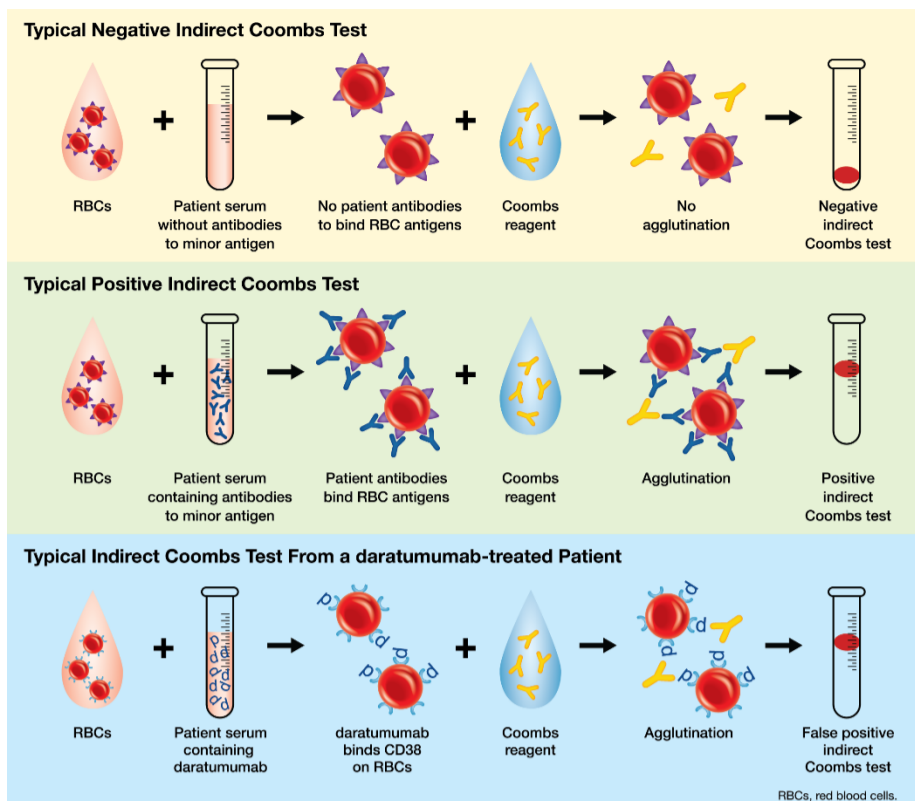 Typical Negative Indirect Coombs Test
RBCs
Patient serum
without antibodies
to minor antigen
No patient antibodies
to bind RBC antigens
Coombs
reagent
No
agglutination
Negative
indirect
Coombs test
Typical Positive Indirect Coombs Test
RBCs
Patient serum
containing antibodies
to minor antigen
Patient antibodies
bind RBC antigens
Coombs
reagent
Agglutination
Positive
indirect
Coombs test
Typical Indirect Coombs Test From a daratumumab-treated Patient
RBCs
Patient serum
containing
daratumumab
daratumumab
binds CD38
on RBCs
Coombs
reagent
Agglutination
False positive
indirect
Coombs test
RBCs, red blood cells.